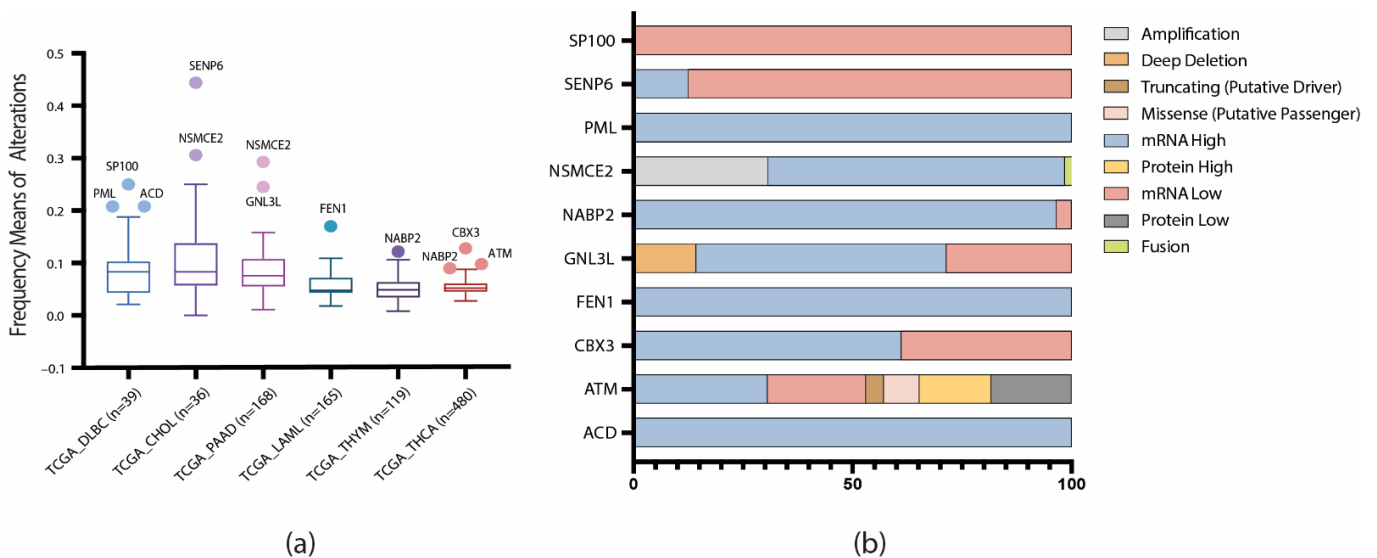 Frequency Means of Alterations
0.5
0.4
0.3
0.2
0.1
0.0
−0.1
SENP6
NSMCE2
NSMCE2
SP100
PML
ACD
GNL3L
FEN1
NABP2
CBX3
NABP2
ATM
TCGA_DLBC (n=39)
TCGA_CHOL (n=36)
TCGA_PAAD (n=168)
TCGA_LAML (n=165)
TCGA_THYM (n=119)
TCGA_THCA (n=480)
(a)
SP100
SENP6
PML
NSMCE2
NABP2
GNL3L
FEN1
CBX3
ATM
ACD
0
50
100
Amplification
Deep Deletion
Truncating (Putative Driver)
Missense (Putative Passenger)
mRNA High
Protein High
mRNA Low
Protein Low
Fusion
(b)